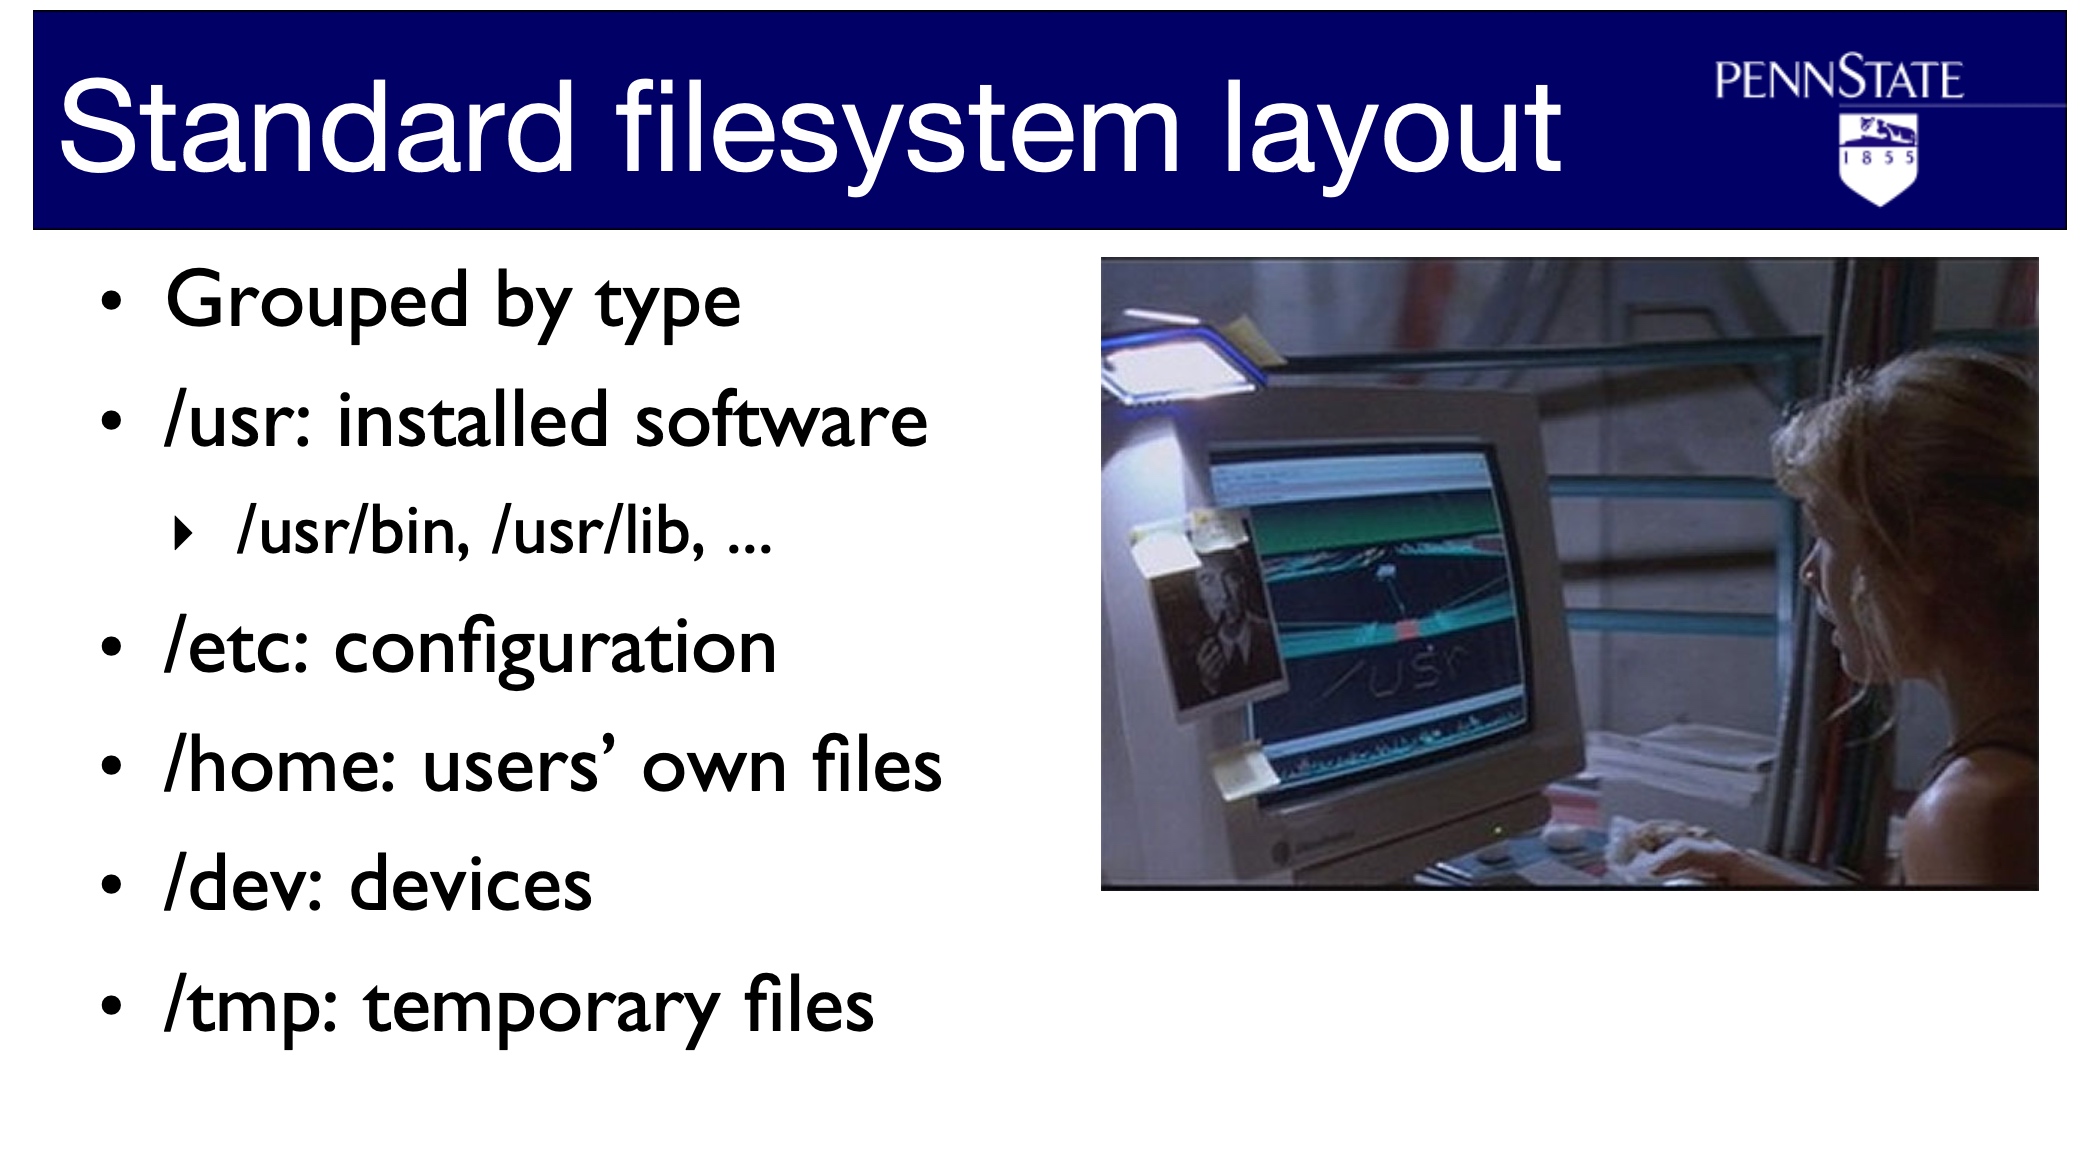 Standard filesystem layout
PENNSTATE
1855
• Grouped by type
• /usr: installed software
‣ /usr/bin, /usr/lib, ...
• /etc: configuration
• /home: users’ own files
• /dev: devices
• /tmp: temporary files
/usr